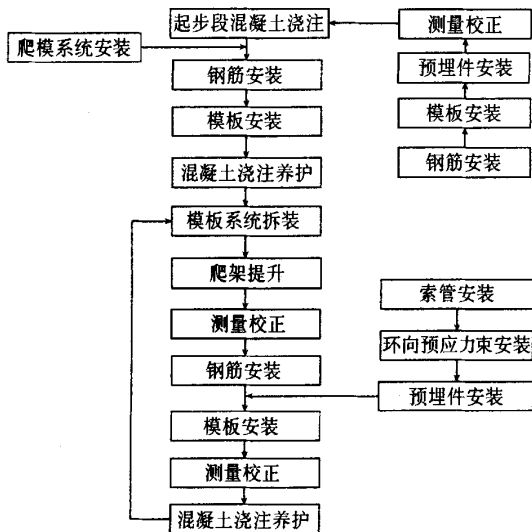 起步段混凝土浇注
测量校正
爬模系统安装
预埋件安装
钢筋安装
模板安装
模板安装
钢筋安装
混凝土浇注养护
模板系统拆装
爬架提升
索管安装
测量校正
环向预应力束安装
钢筋安装
预埋件安装
模板安装
测量校正
混凝土浇注养护